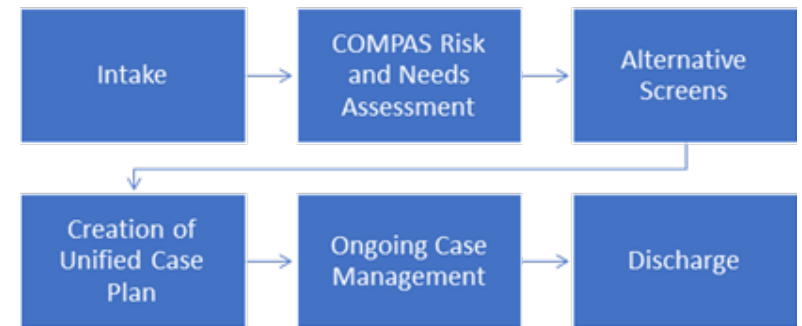 Intake
COMPAS Risk
and Needs
Assessment
Alternative
Screens
Creation of
Unified Case
Plan
Ongoing Case
Management
Discharge